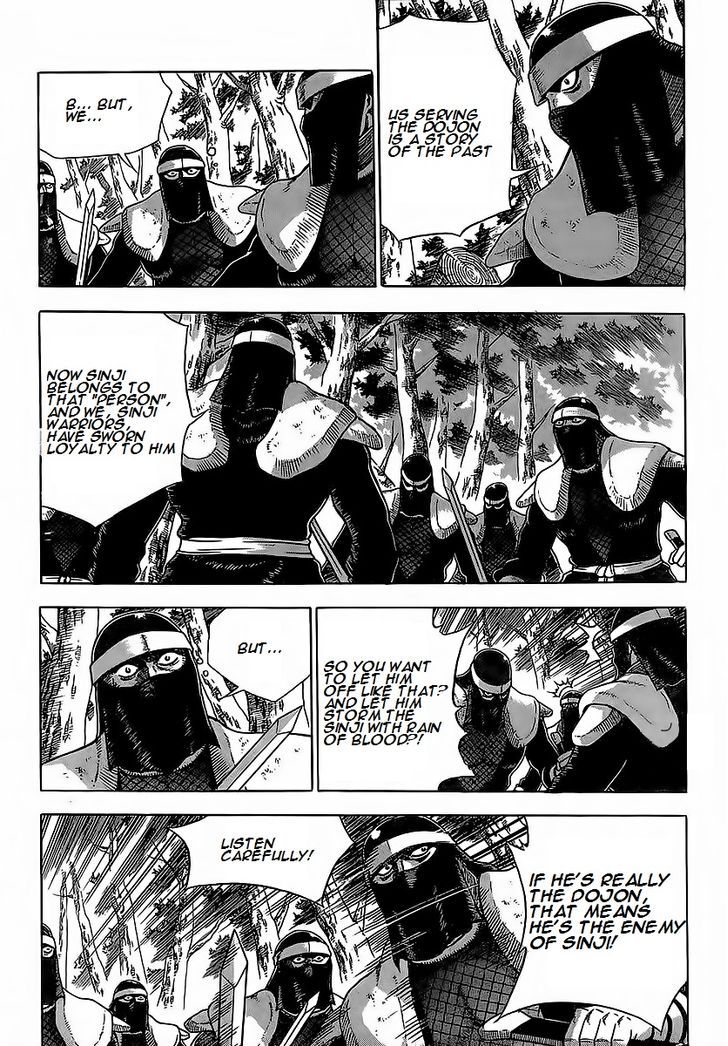 B... BUT,
WE...
US SERVING
THE DOJON
IS A STORY
OF THE PAST
NOW SINJI
BELONGS TO
THAT "PERSON",
AND WE, SINJI
WARRIORS,
HAVE SWORN
LOYALTY TO HIM
BUT...
SO YOU WANT
TO LET HIM
OFF LIKE THAT?
AND LET HIM
STORM THE
SINJI WITH RAIN
OF BLOOD?!
LISTEN
CAREFULLY!
IF HE'S REALLY
THE DOJON,
THAT MEANS
HE'S THE ENEMY
OF SINJI!